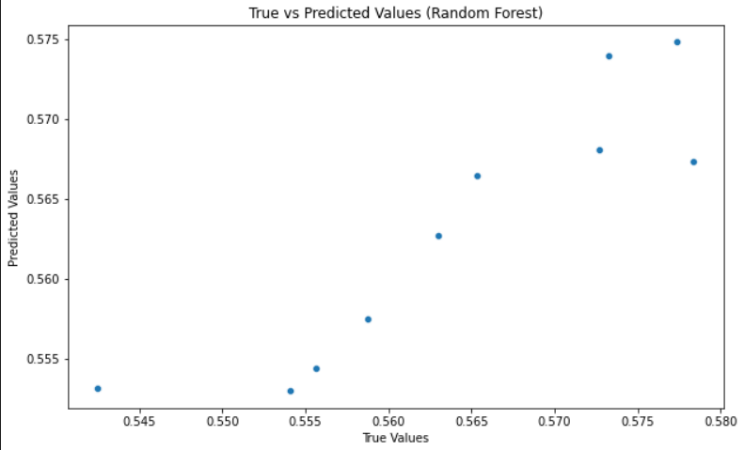 True vs Predicted Values (Random Forest)
0.575
0.570
0.565
0.560
0.555
Predicted Values
0.545 0.550 0.555 0.560 0.565 0.570 0.575 0.580
True Values